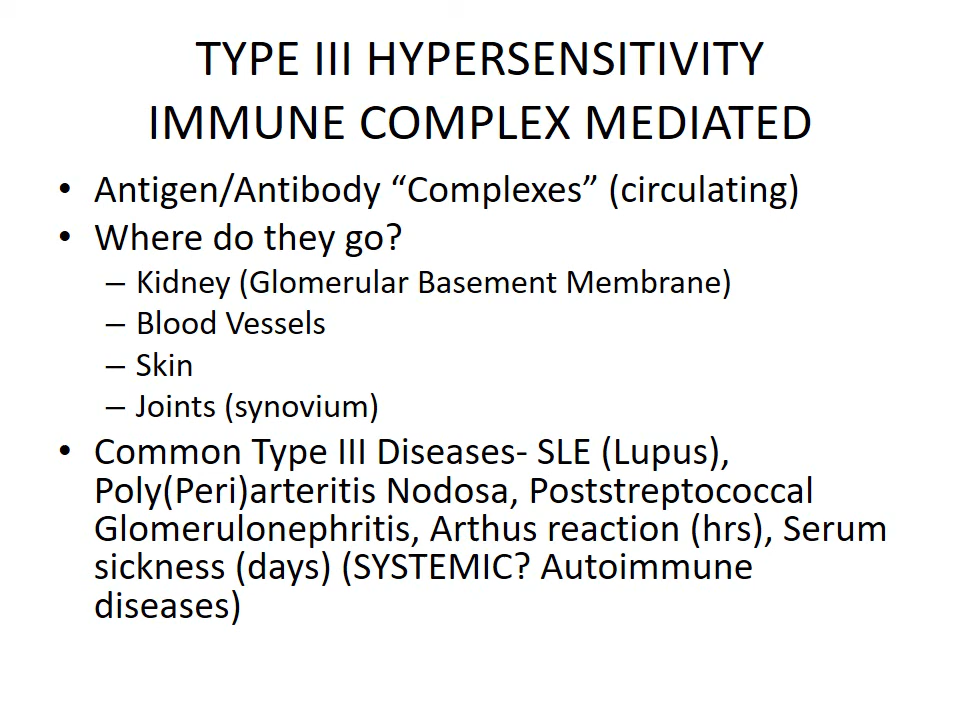 TYPE III HYPERSENSITIVITY
IMMUNE COMPLEX MEDIATED
• Antigen/Antibody “Complexes” (circulating)
• Where do they go?
– Kidney (Glomerular Basement Membrane)
– Blood Vessels
– Skin
– Joints (synovium)
• Common Type III Diseases- SLE (Lupus),
Poly(Peri)arteritis Nodosa, Poststreptococcal
Glomerulonephritis, Arthus reaction (hrs), Serum
sickness (days) (SYSTEMIC? Autoimmune
diseases)